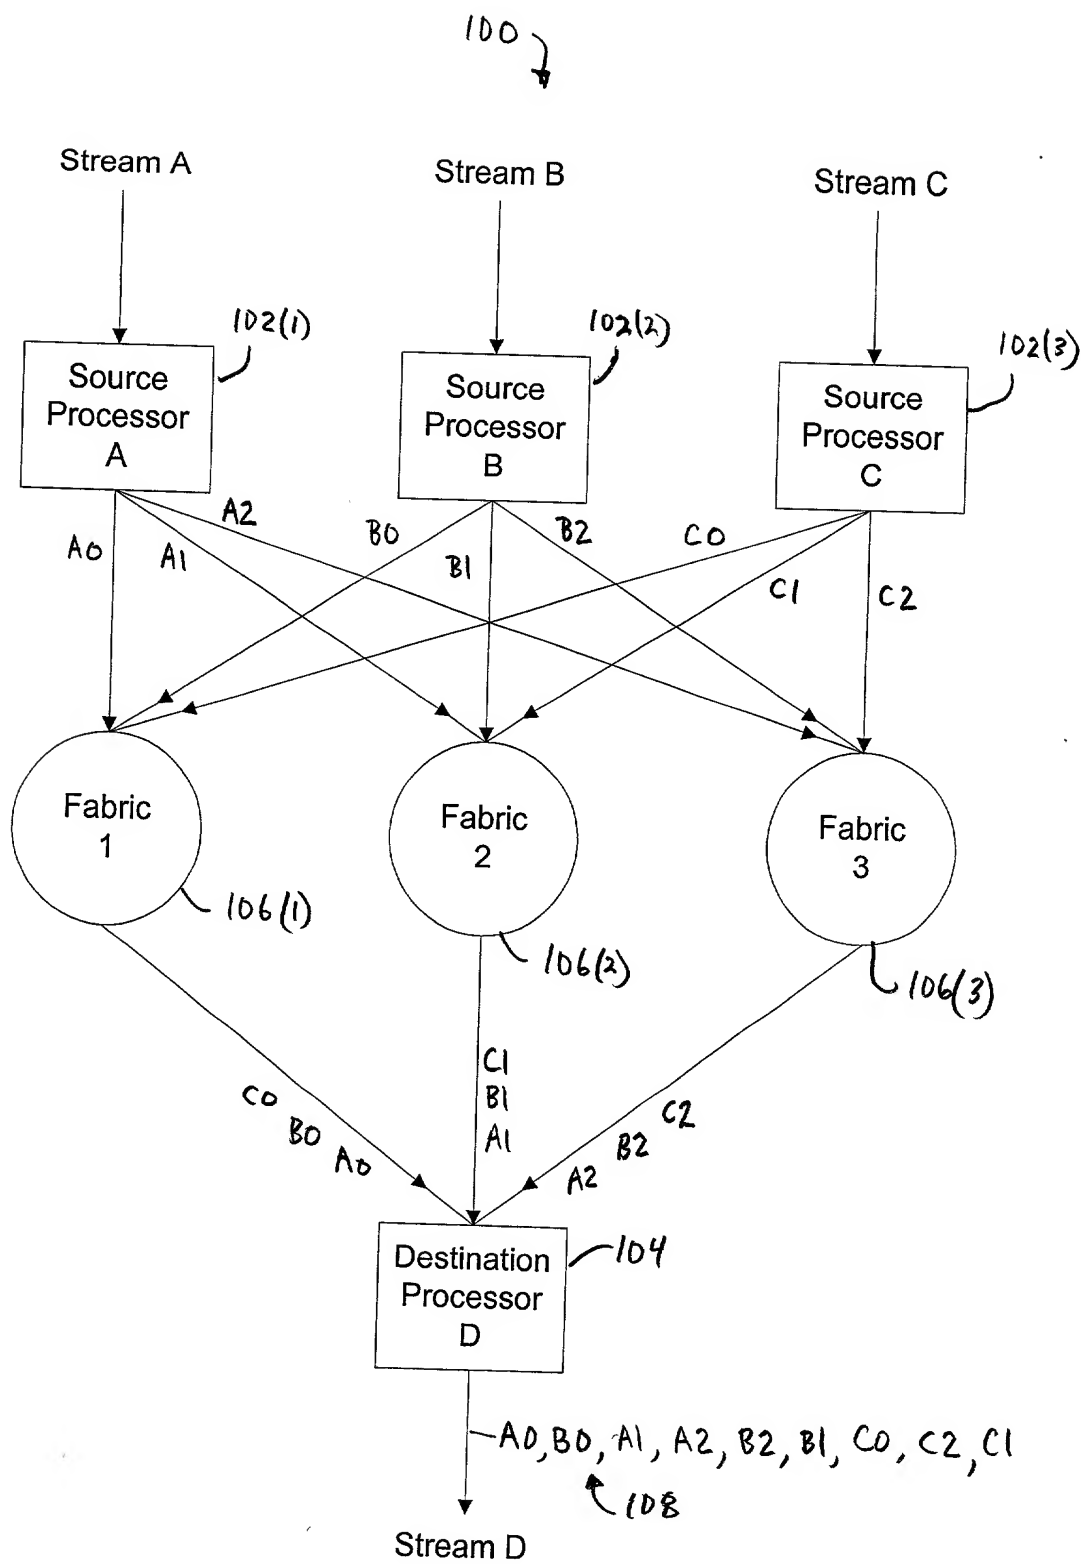 100
Stream A
Stream B
Stream C
102(1)
102(2)
102(3)
Source
Processor
A
Source
Processor
B
Source
Processor
C
A0
A1
A2
B0
B1
B2
C0
C1
C2
Fabric
1
Fabric
2
Fabric
3
106(1)
106(2)
106(3)
C0
B0
A0
C1
B1
A1
C2
B2
A2
Destination
Processor
D
104
A0, B0, A1, A2, B2, B1, C0, C2, C1
108
Stream D